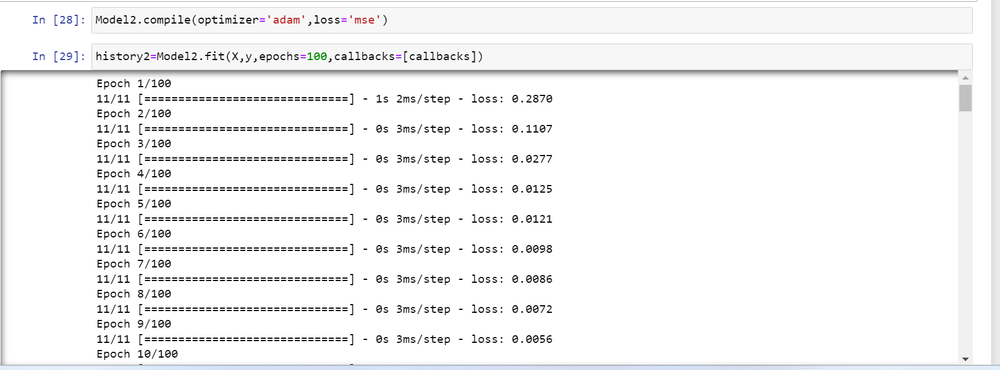 In [28]: Model2.compile(optimizer='adam',loss='mse')
In [29]: history2=Model2.fit(X,y,epochs=100,callbacks=[callbacks])
Epoch 1/100
11/11 [==============================] - 1s 2ms/step - loss: 0.2870
Epoch 2/100
11/11 [==============================] - 0s 3ms/step - loss: 0.1107
Epoch 3/100
11/11 [==============================] - 0s 3ms/step - loss: 0.0277
Epoch 4/100
11/11 [==============================] - 0s 3ms/step - loss: 0.0125
Epoch 5/100
11/11 [==============================] - 0s 3ms/step - loss: 0.0121
Epoch 6/100
11/11 [==============================] - 0s 3ms/step - loss: 0.0098
Epoch 7/100
11/11 [==============================] - 0s 3ms/step - loss: 0.0086
Epoch 8/100
11/11 [==============================] - 0s 3ms/step - loss: 0.0072
Epoch 9/100
11/11 [==============================] - 0s 3ms/step - loss: 0.0056
Epoch 10/100